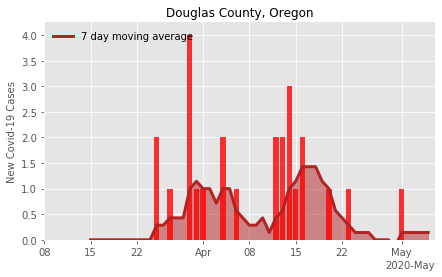 Douglas County, Oregon
7 day moving average
New Covid-19 Cases
4.0
3.5
3.0
2.5
2.0
1.5
1.0
0.5
0.0
08 15 22 Apr 08 15 22 May
2020-May